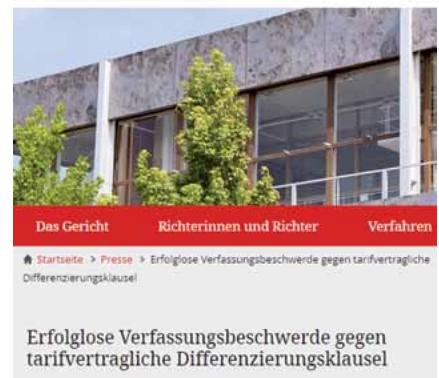 Das Gericht Richterinnen und Richter Verfahren
Startseite > Presse > Erfolglose Verfassungsbeschwerde gegen tarifvertragliche
Differenzierungsklausel
Erfolglose Verfassungsbeschwerde gegen
tarifvertragliche Differenzierungsklausel